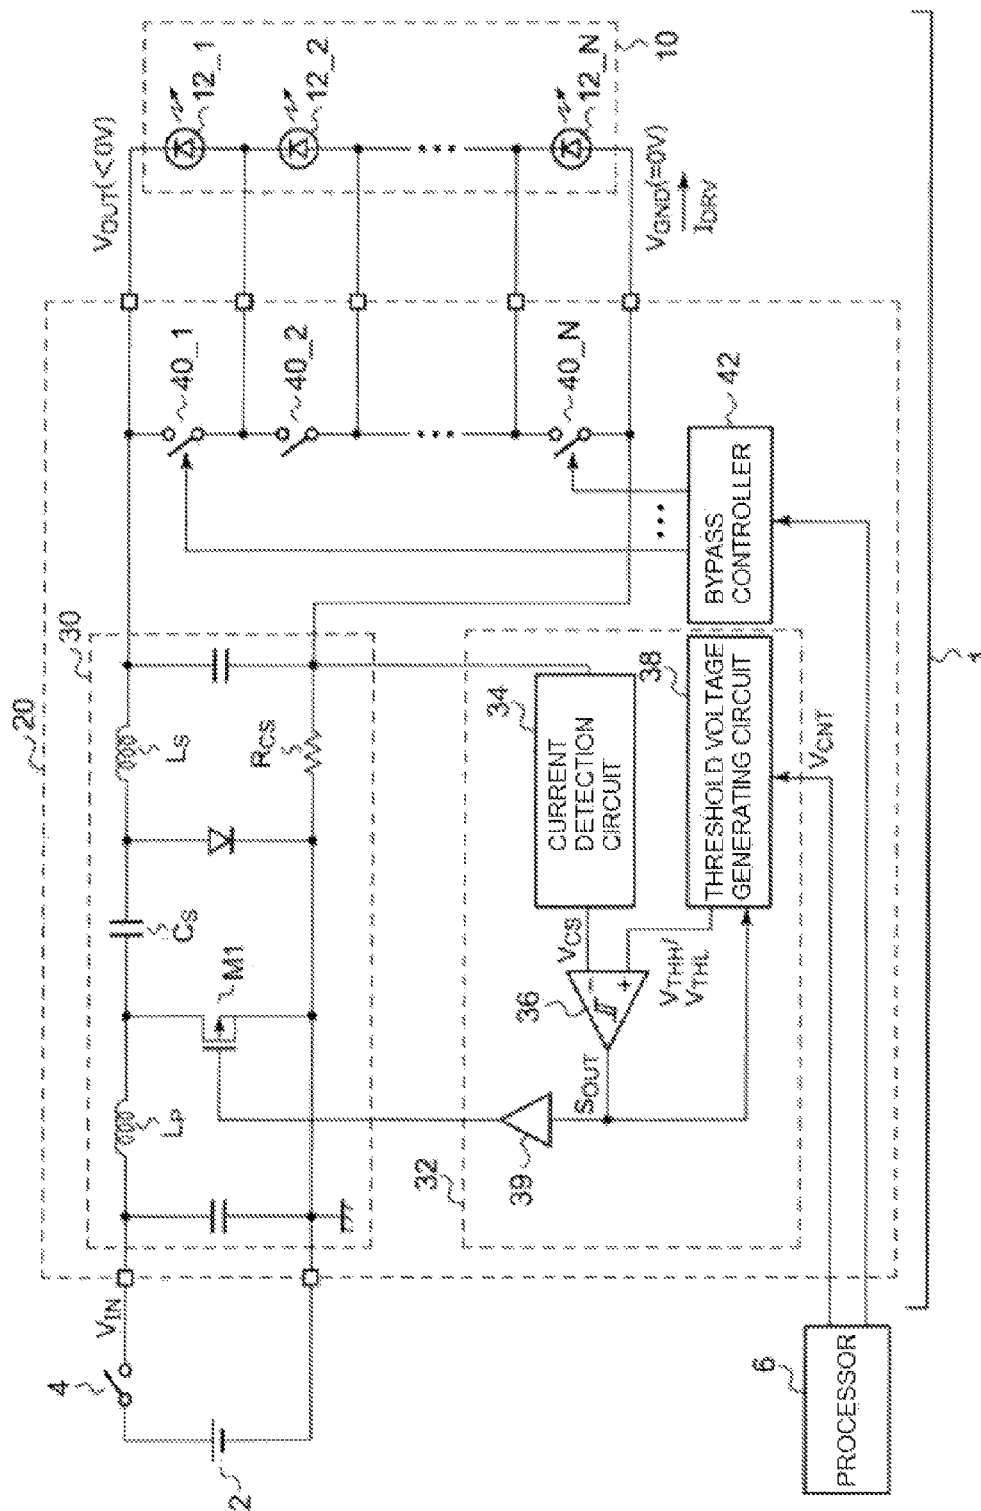 1
10
12_1
12_2
12_N
VOUT(<0V)
VGND(=0V)
IDRV
20
30
40_1
40_2
40_N
LS
RCS
CS
M1
LP
VIN
4
2
BYPASS
CONTROLLER
42
34
CURRENT
DETECTION
CIRCUIT
38
THRESHOLD VOLTAGE
GENERATING CIRCUIT
VCNT
VCS
VTHH/
VTHL
36
−
+
SOUT
39
32
6
PROCESSOR